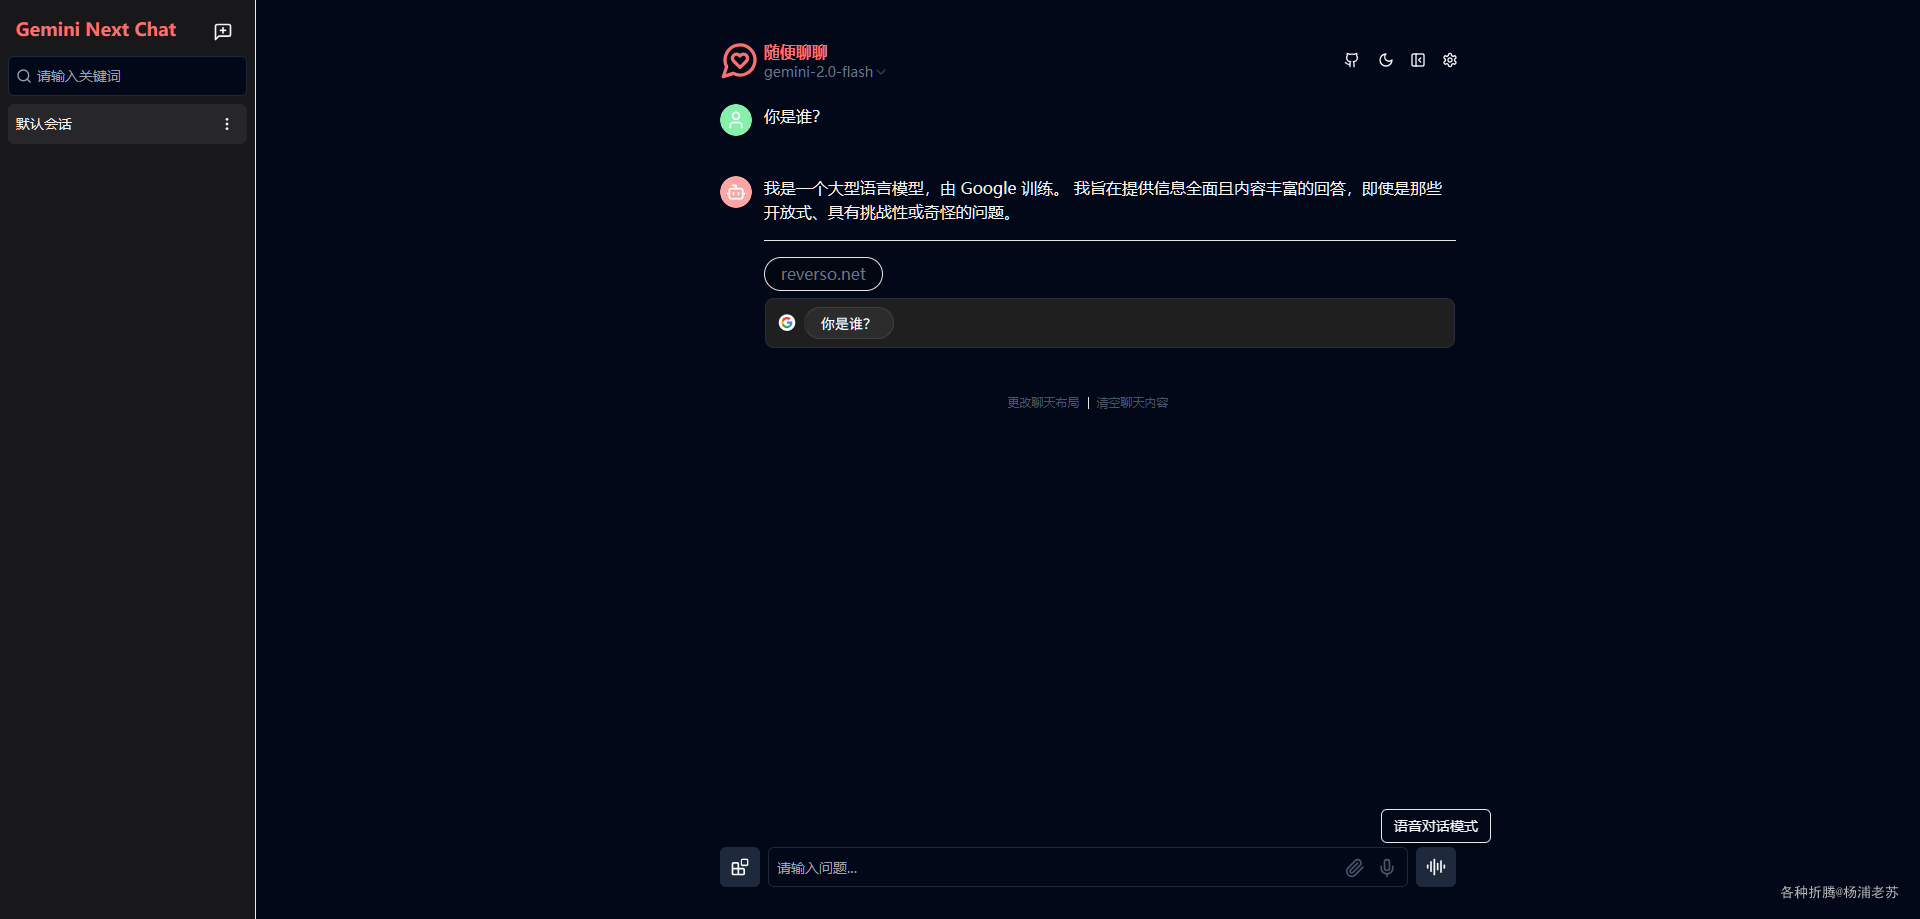 Gemini Next Chat
请输入关键词
默认会话
随便聊聊
gemini-2.0-flash
你是谁?
我是一个大型语言模型，由 Google 训练。 我旨在提供信息全面且内容丰富的回答，即使是那些
开放式、具有挑战性或奇怪的问题。
reverso.net
你是谁?
更改聊天布局 | 清空聊天内容
语音对话模式
请输入问题...
各种折腾@杨浦老苏